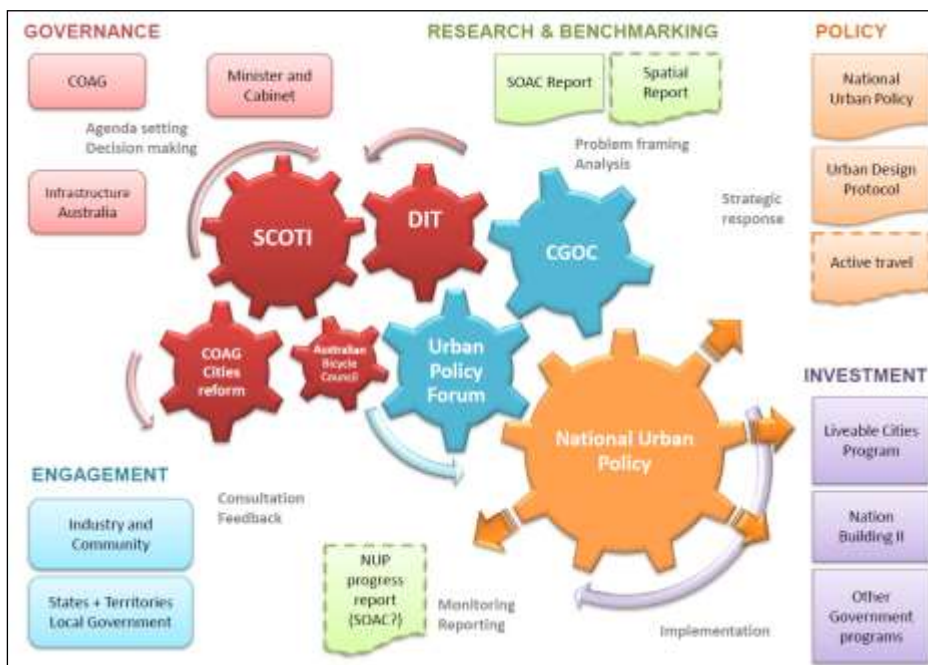 GOVERNANCE
RESEARCH & BENCHMARKING
POLICY
COAG
Minister and
Cabinet
SOAC Report
Spatial
Report
National
Urban Policy
Agenda setting
Decision making
Problem framing
Analysis
Infrastructure
Australia
SCOTI
DIT
CGOC
Strategic
response
Urban Design
Protocol
Active travel
COAG
Cities
reform
Australian
Bicycle
Council
Urban
Policy
Forum
National Urban
Policy
INVESTMENT
Liveable Cities
Program
ENGAGEMENT
Industry and
Community
Consultation
Feedback
Nation
Building II
States + Territories
Local Government
NUP
progress
report
(SOAC?)
Monitoring
Reporting
Implementation
Other
Government
programs